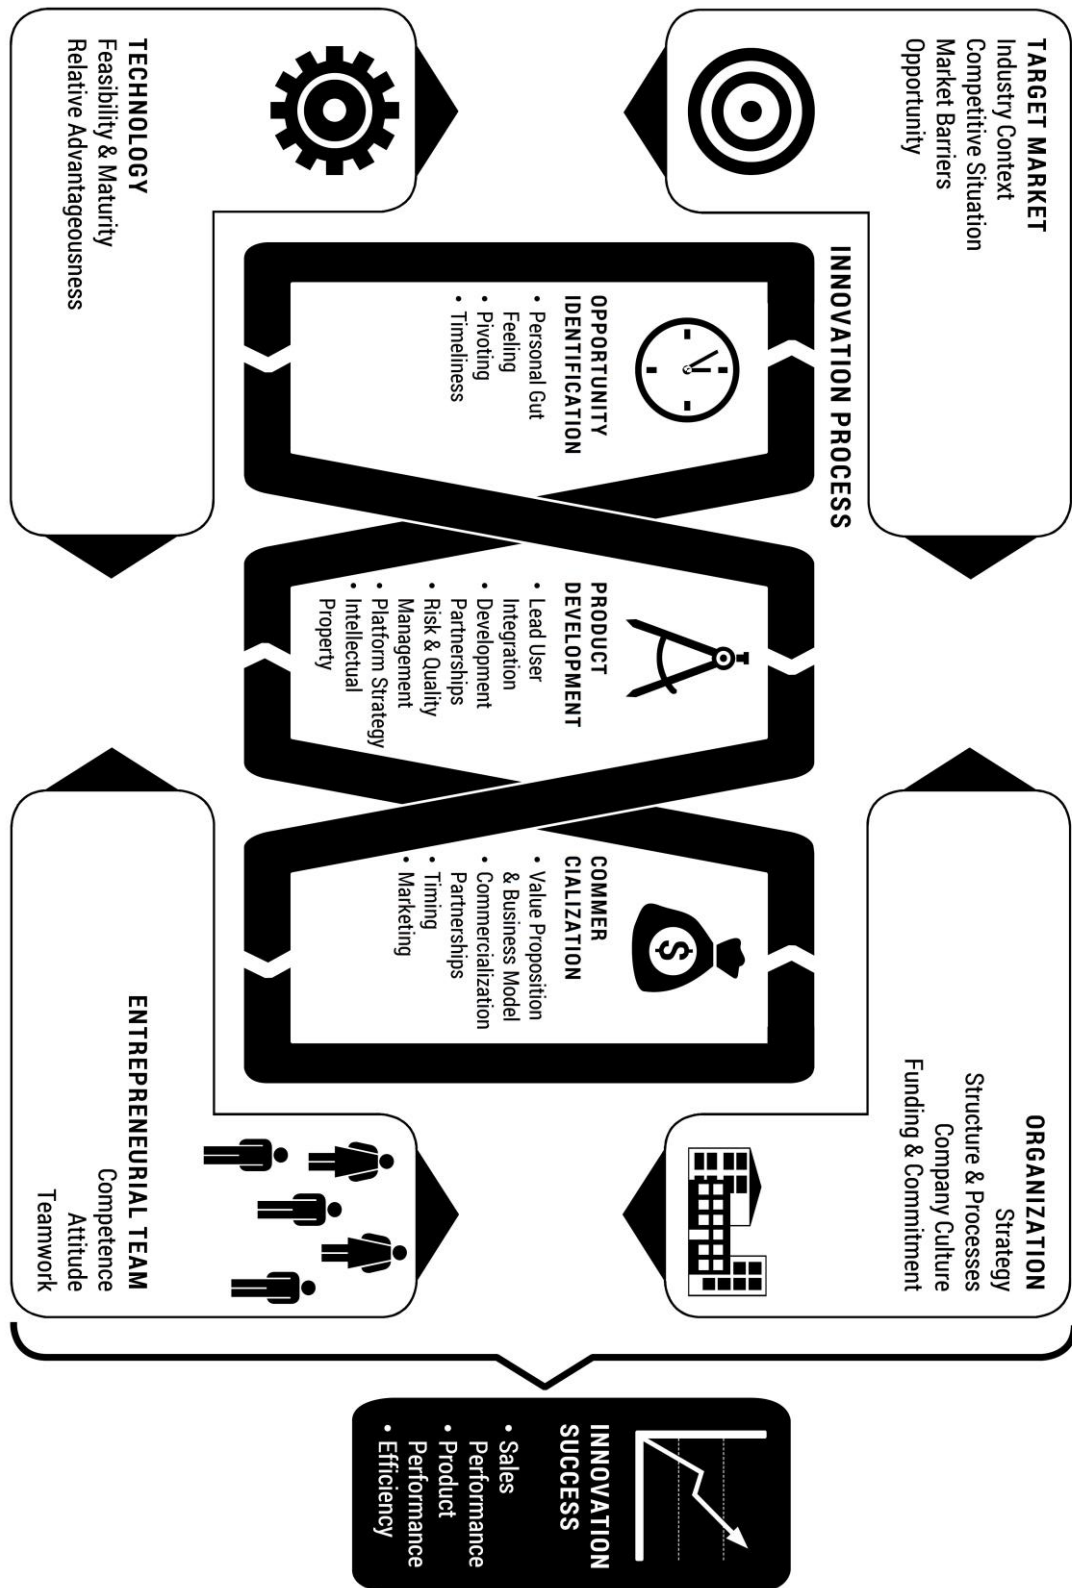 TARGET MARKET
Industry Context
Competitive Situation
Market Barriers
Opportunity
ORGANIZATION
Strategy
Structure & Processes
Company Culture
Funding & Commitment
INNOVATION PROCESS
OPPORTUNITY
IDENTIFICATION
• Personal Gut
Feeling
• Pivoting
• Timeliness
PRODUCT
DEVELOPMENT
• Lead User
Integration
• Development
Partnerships
• Risk & Quality
Management
• Platform Strategy
• Intellectual
Property
$
COMMER
CIALIZATION
• Value Proposition
& Business Model
• Commercialization
Partnerships
• Timing
• Marketing
TECHNOLOGY
Feasibility & Maturity
Relative Advantageousness
ENTREPRENEURIAL TEAM
Competence
Attitude
Teamwork
INNOVATION
SUCCESS
• Sales
Performance
• Product
Performance
• Efficiency